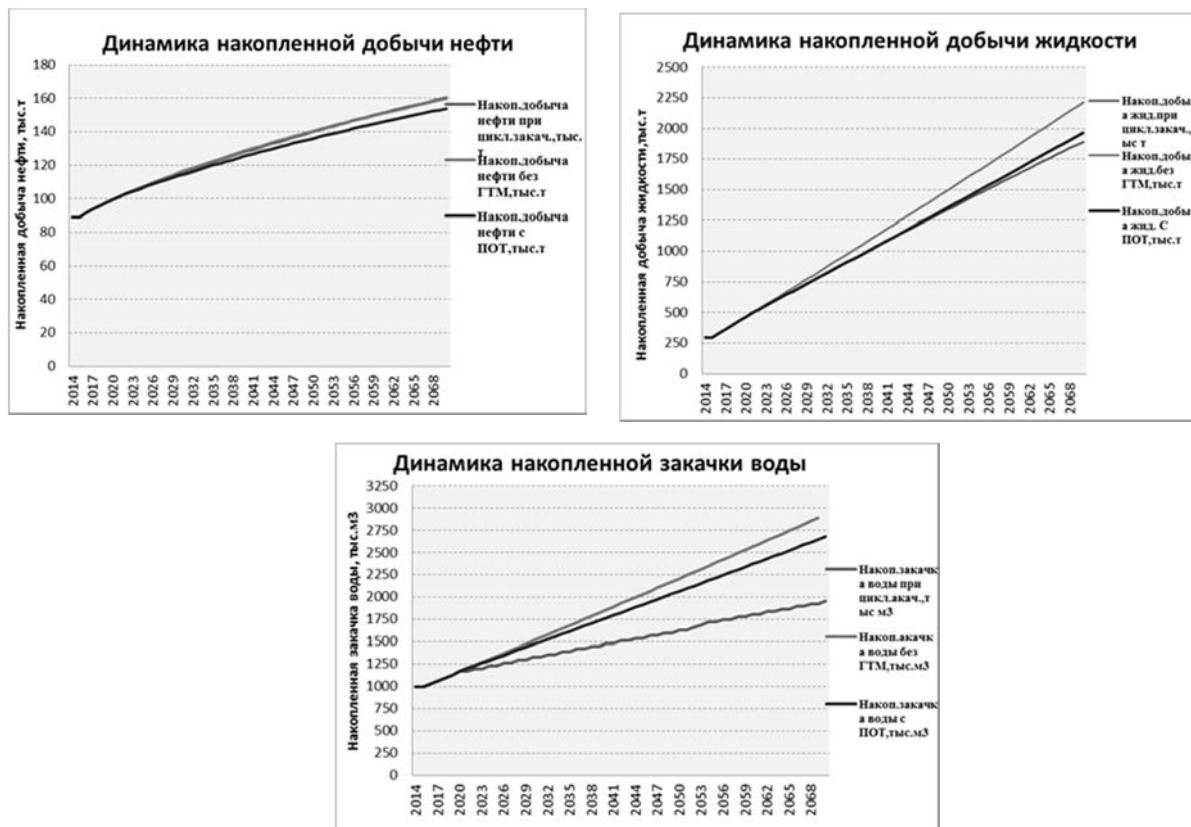 Динамика накопленной добычи нефти
Накопленная добыча нефти, тыс.т
180
160
140
120
100
80
60
40
20
0
2014
2017
2020
2023
2026
2029
2032
2035
2038
2041
2044
2047
2050
2053
2056
2059
2062
2065
2068
Накоп.добыча
нефти при
цикл.закач.,тыс.
т
Накоп.добыча
нефти без
ГТМ,тыс.т
Накоп.добыча
нефти с
ПОТ,тыс.т
Динамика накопленной добычи жидкости
Накопленная добыча жидкости,тыс.т
2500
2250
2000
1750
1500
1250
1000
750
500
250
0
2014
2017
2020
2023
2026
2029
2032
2035
2038
2041
2044
2047
2050
2053
2056
2059
2062
2065
2068
Накоп.добыч
а жид.при
цикл.закач.,т
ыс т
Накоп.добыч
а жид.без
ГТМ,тыс.т
Накоп.добыч
а жид. С
ПОТ,тыс.т
Динамика накопленной закачки воды
Накопленная закачка воды, тыс.м3
3250
3000
2750
2500
2250
2000
1750
1500
1250
1000
750
500
250
0
2014
2017
2020
2023
2026
2029
2032
2035
2038
2041
2044
2047
2050
2053
2056
2059
2062
2065
2068
Накоп.закачк
а воды при
цикл.акач.,т
ыс м3
Накоп.акачк
а воды без
ГТМ,тыс.м3
Накоп.закачк
а воды с
ПОТ,тыс.м3